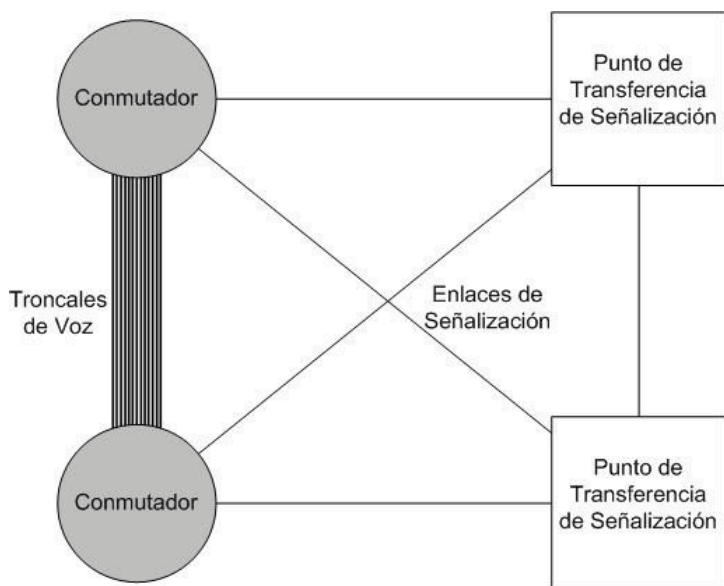 Conmutador
Punto de
Transferencia
de Señalización
Troncales
de Voz
Enlaces de
Señalización
Conmutador
Punto de
Transferencia
de Señalización